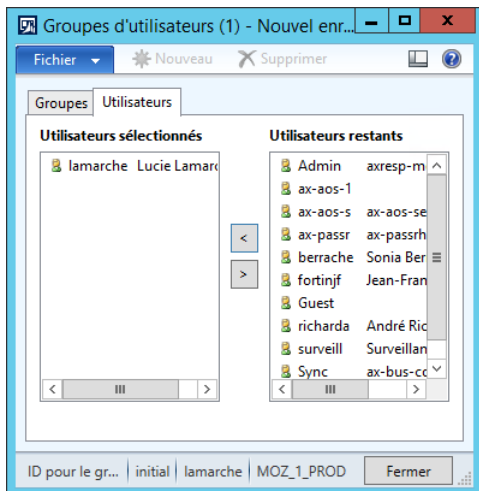 Groupes d'utilisateurs (1) - Nouvel enr...
Fichier Nouveau Supprimer
Groupes Utilisateurs
Utilisateurs sélectionnés Utilisateurs restants
lamarche Lucie Lamar
Admin axresp-m
ax-aos-1
ax-aos-s ax-aos-se
ax-passr ax-passrh
berrache Sonia Ber
fortinjf Jean-Fran
Guest
richarda André Ric
surveill Surveillan
Sync ax-bus-co
< >
ID pour le gr... initial lamarche MOZ_1_PROD Fermer